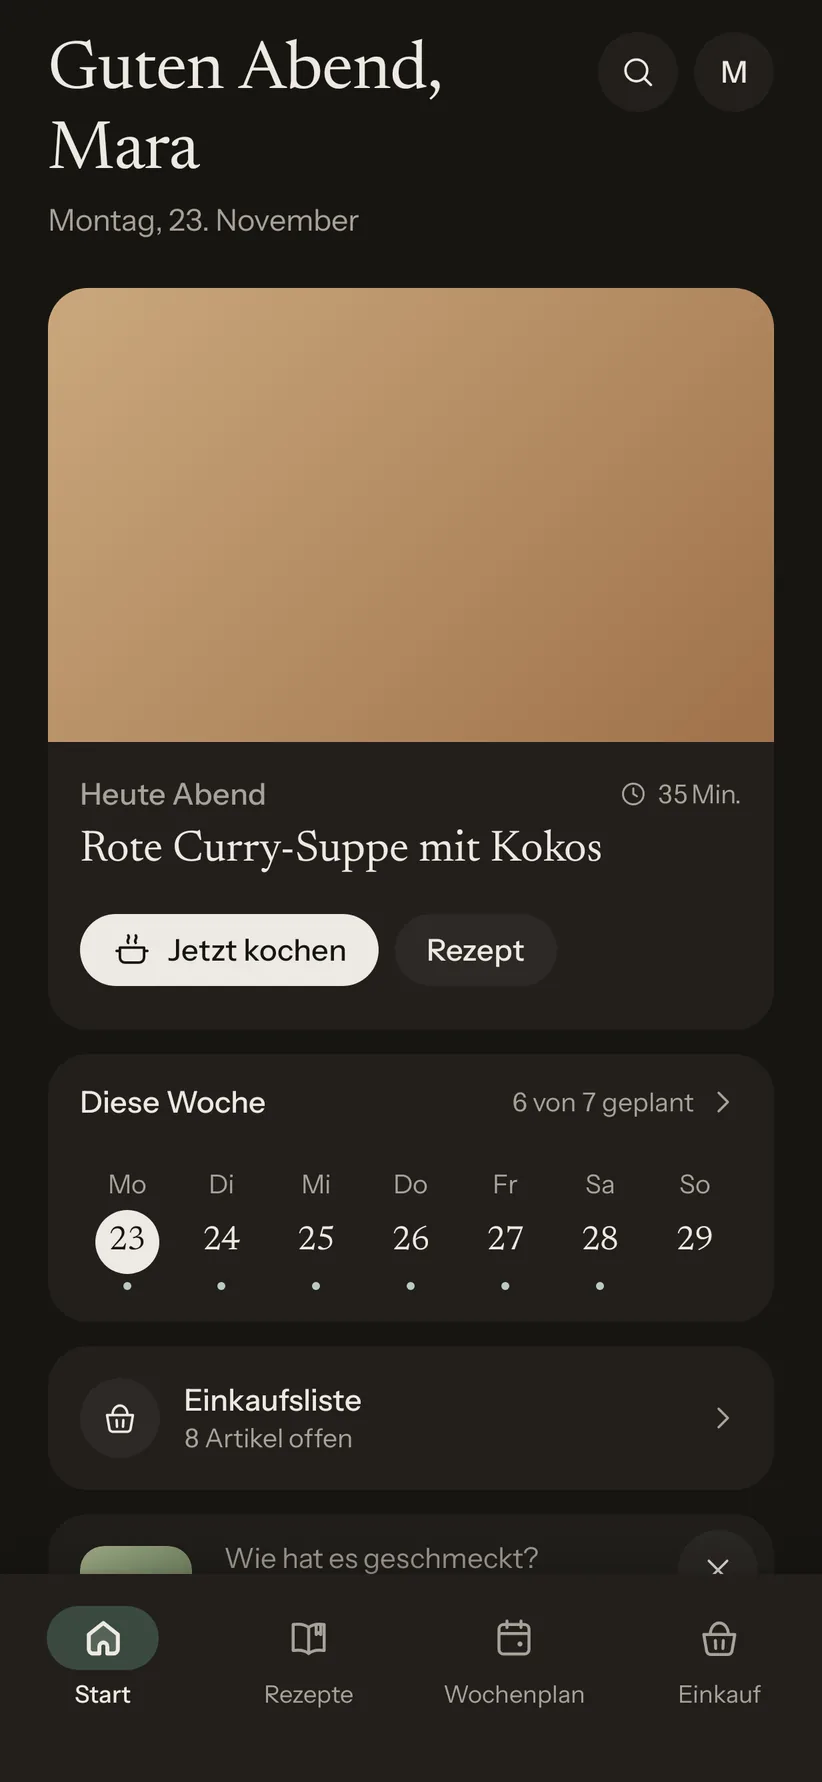 Guten Abend,
Mara
M
Montag, 23. November
Heute Abend
35 Min.
Rote Curry-Suppe mit Kokos
Jetzt kochen
Rezept
Diese Woche
6 von 7 geplant
Mo Di Mi Do Fr Sa So
23 24 25 26 27 28 29
Einkaufsliste
8 Artikel offen
Wie hat es geschmeckt?
Start
Rezepte
Wochenplan
Einkauf